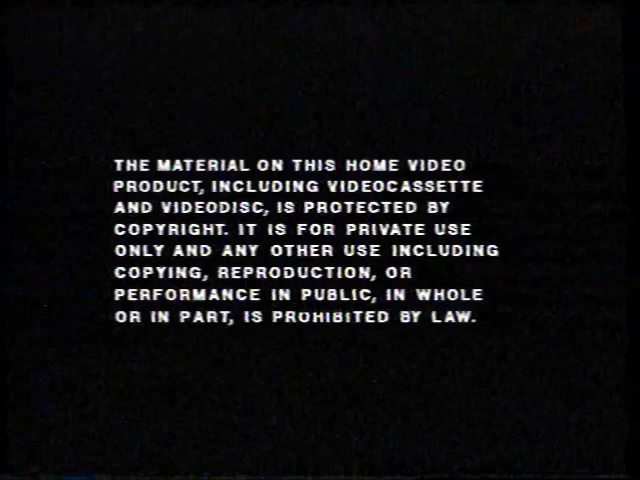 THE MATERIAL ON THIS HOME VIDEO
PRODUCT, INCLUDING VIDEOCASSETTE
AND VIDEODISC, IS PROTECTED BY
COPYRIGHT. IT IS FOR PRIVATE USE
ONLY AND ANY OTHER USE INCLUDING
COPYING, REPRODUCTION, OR
PERFORMANCE IN PUBLIC, IN WHOLE
OR IN PART, IS PROHIBITED BY LAW.